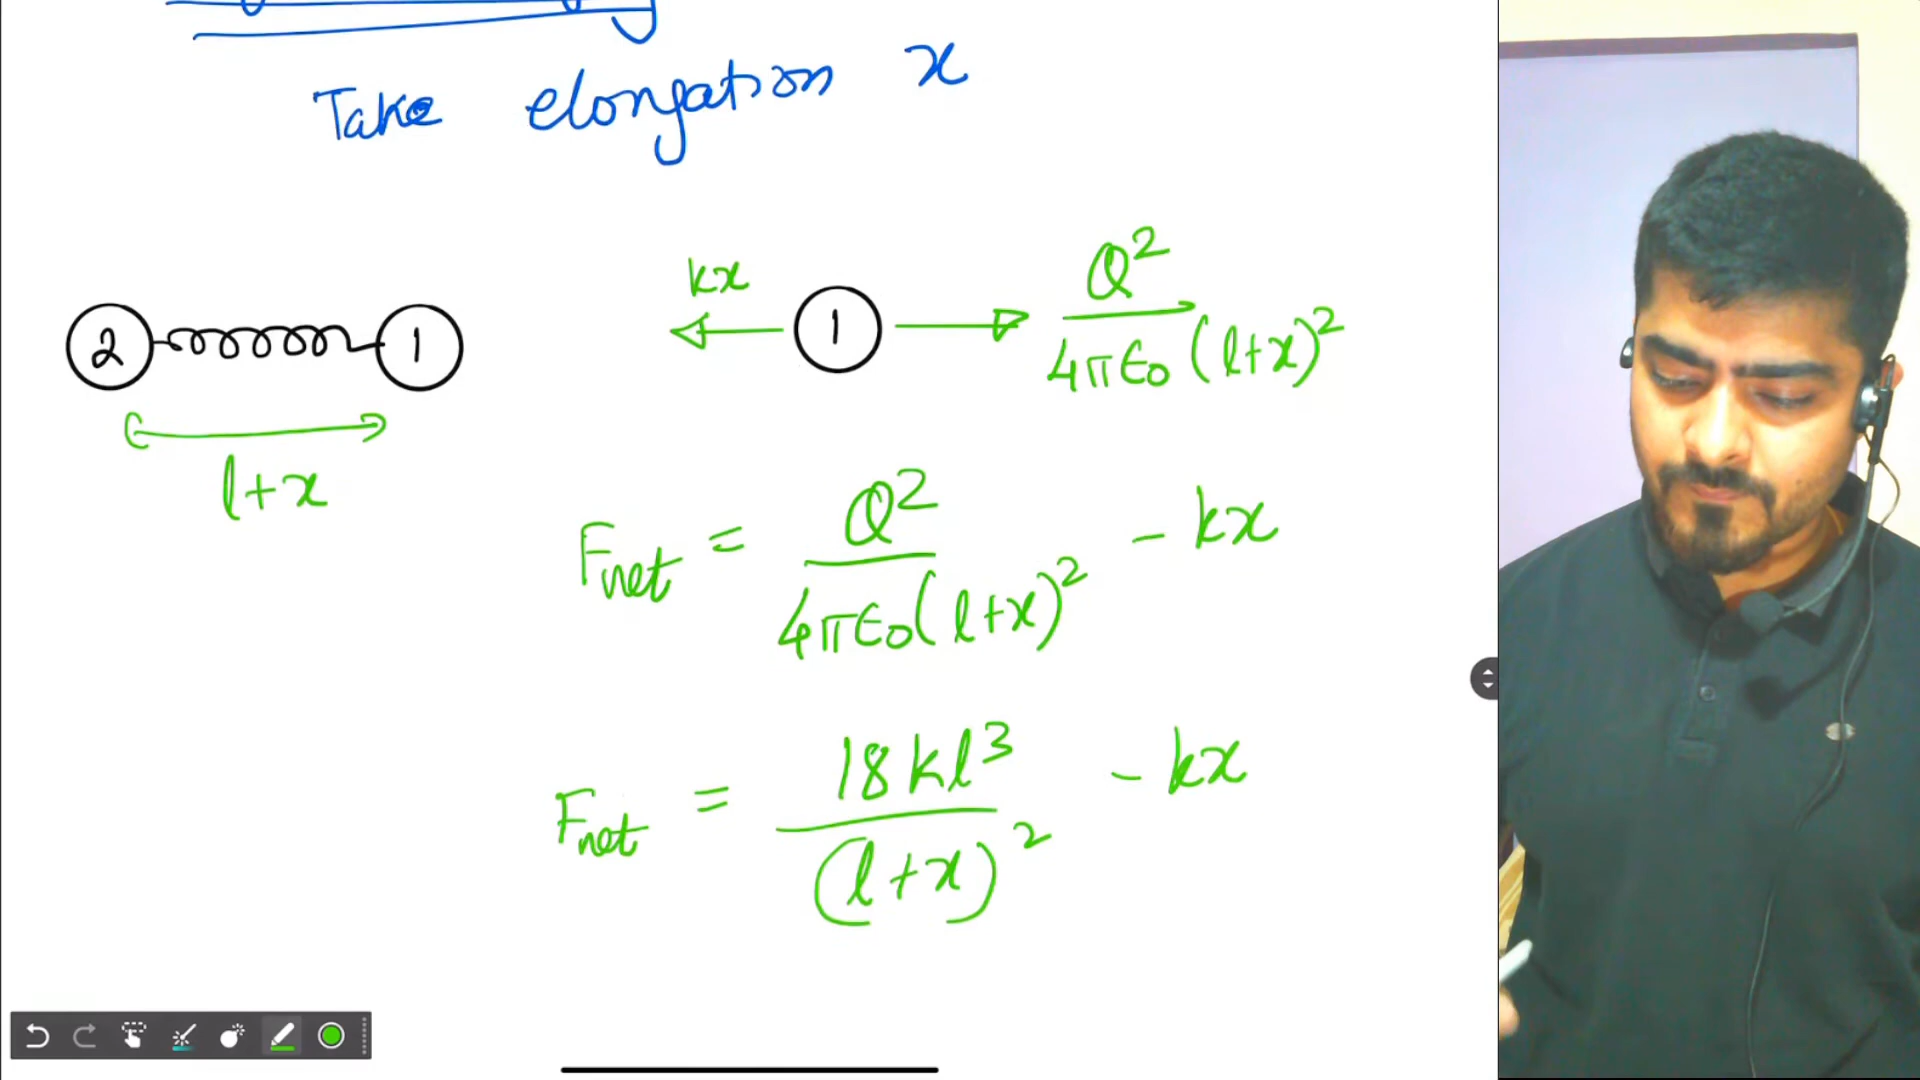 Take elongation x
kx
Q²
4πϵ₀(l+x)²
1
2
1
l+x
Fnet = Q² / 4πϵ₀(l+x)² - kx
Fnet = 18kl³ / (l+x)² - kx